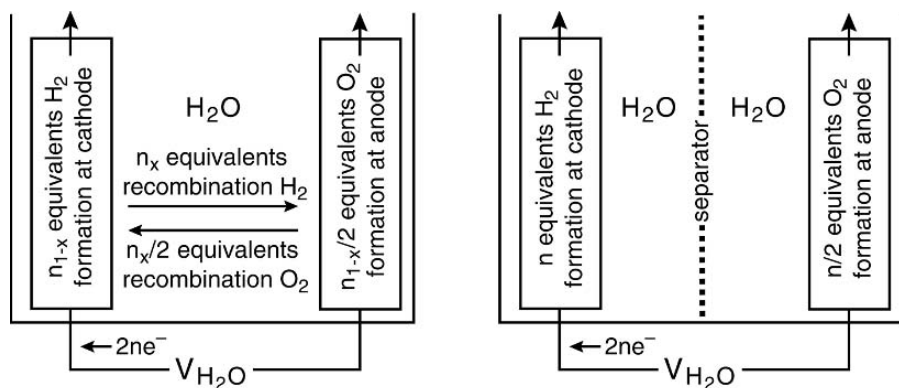 n₁₋ₓ equivalents H₂
formation at cathode
H₂O
nₓ equivalents
recombination H₂
nₓ/2 equivalents
recombination O₂
n₁₋ₓ/2 equivalents O₂
formation at anode
2ne⁻
V H₂O
n equivalents H₂
formation at cathode
H₂O
separator
H₂O
n/2 equivalents O₂
formation at anode
2ne⁻
V H₂O